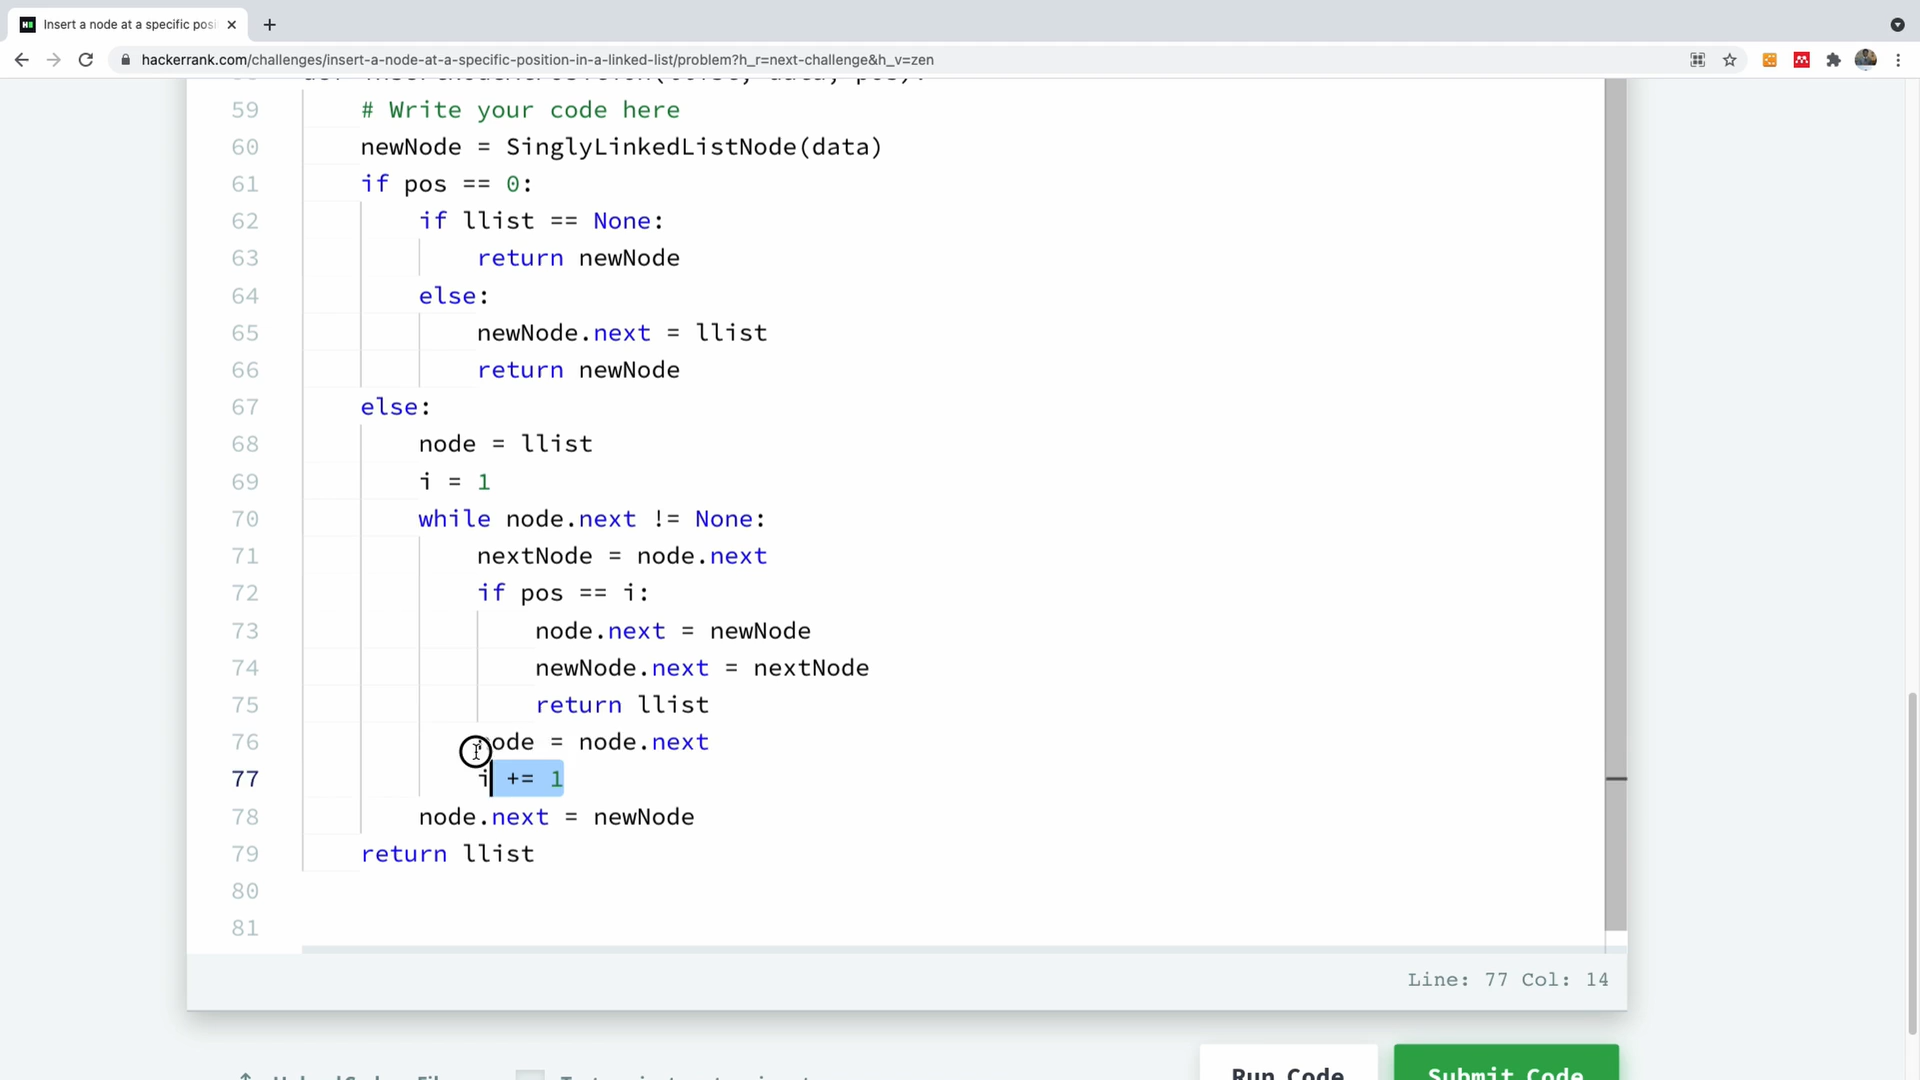 Insert a node at a specific posi
hackerrank.com/challenges/insert-a-node-at-a-specific-position-in-a-linked-list/problem?h_r=next-challenge&h_v=zen
59 # Write your code here
60 newNode = SinglyLinkedListNode(data)
61 if pos == 0:
62 if llist == None:
63 return newNode
64 else:
65 newNode.next = llist
66 return newNode
67 else:
68 node = llist
69 i = 1
70 while node.next != None:
71 nextNode = node.next
72 if pos == i:
73 node.next = newNode
74 newNode.next = nextNode
75 return llist
76 node = node.next
77 i += 1
78 node.next = newNode
79 return llist
80
81
Line: 77 Col: 14
Run Code
Submit Code